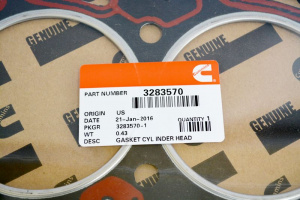 GENUINE
GENUINE
PART NUMBER 3283570
ORIGIN US
DATE 21-Jan-2016
PKGR 3283570-1 QUANTITY 1
WT 0.43
DESC GASKET CYL INDER HEAD
GENUINE